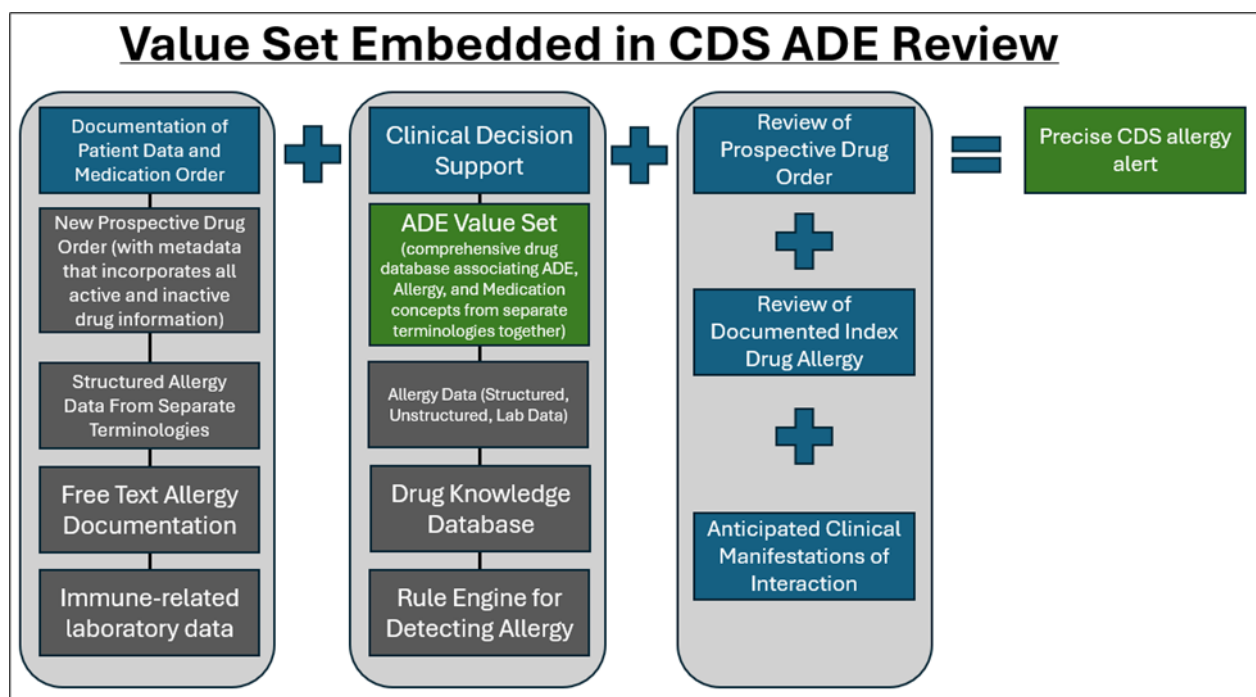 Value Set Embedded in CDS ADE Review
Documentation of
Patient Data and
Medication Order
New Prospective Drug
Order (with metadata
that incorporates all
active and inactive
drug information)
Structured Allergy
Data From Separate
Terminologies
Free Text Allergy
Documentation
Immune-related
laboratory data
Clinical Decision
Support
ADE Value Set
(comprehensive drug
database associating ADE,
Allergy, and Medication
concepts from separate
terminologies together)
Allergy Data (Structured,
Unstructured, Lab Data)
Drug Knowledge
Database
Rule Engine for
Detecting Allergy
Review of
Prospective Drug
Order
Review of
Documented Index
Drug Allergy
Anticipated Clinical
Manifestations of
Interaction
Precise CDS allergy
alert